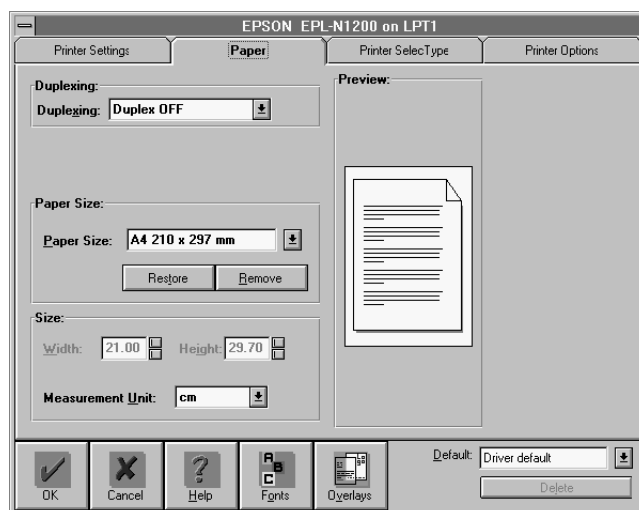 EPSON EPL-N1200 on LPT1
Printer Settings Paper Printer SelecType Printer Options
Duplexing:
Duplexing: Duplex OFF
Preview:
Paper Size:
Paper Size: A4 210 x 297 mm
Restore Remove
Size:
Width: 21.00 Height: 29.70
Measurement Unit: cm
OK Cancel Help Fonts Overlays
A
B
C
Default: Driver default
Delete